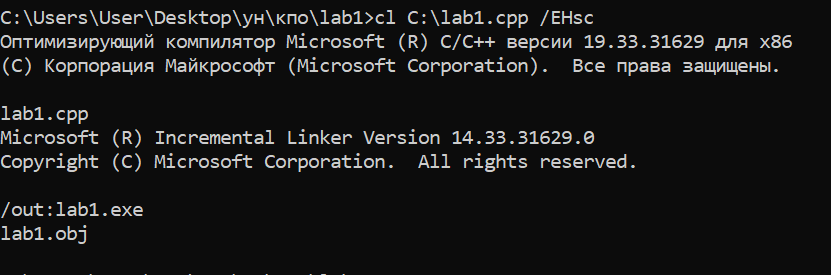 C:\Users\User\Desktop\ун\кпо\lab1>cl C:\lab1.cpp /EHsc
Оптимизирующий компилятор Microsoft (R) C/C++ версии 19.33.31629 для x86
(C) Корпорация Майкрософт (Microsoft Corporation).  Все права защищены.

lab1.cpp
Microsoft (R) Incremental Linker Version 14.33.31629.0
Copyright (C) Microsoft Corporation.  All rights reserved.

/out:lab1.exe
lab1.obj